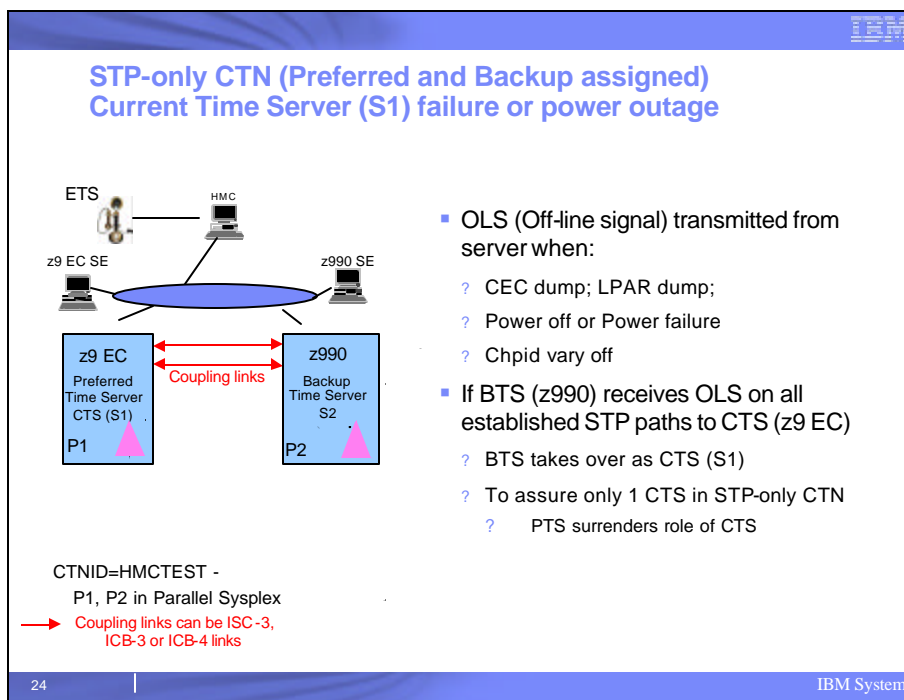 IBM
STP-only CTN (Preferred and Backup assigned)
Current Time Server (S1) failure or power outage
ETS
HMC
z9 EC SE
z990 SE
z9 EC
Preferred
Time Server
CTS (S1)
P1
Coupling links
z990
Backup
Time Server
S2
P2
CTNID=HMCTEST -
P1, P2 in Parallel Sysplex
Coupling links can be ISC-3,
ICB-3 or ICB-4 links
▪ OLS (Off-line signal) transmitted from
server when:
? CEC dump; LPAR dump;
? Power off or Power failure
? Chpid vary off
▪ If BTS (z990) receives OLS on all
established STP paths to CTS (z9 EC)
? BTS takes over as CTS (S1)
? To assure only 1 CTS in STP-only CTN
? PTS surrenders role of CTS
24
IBM System